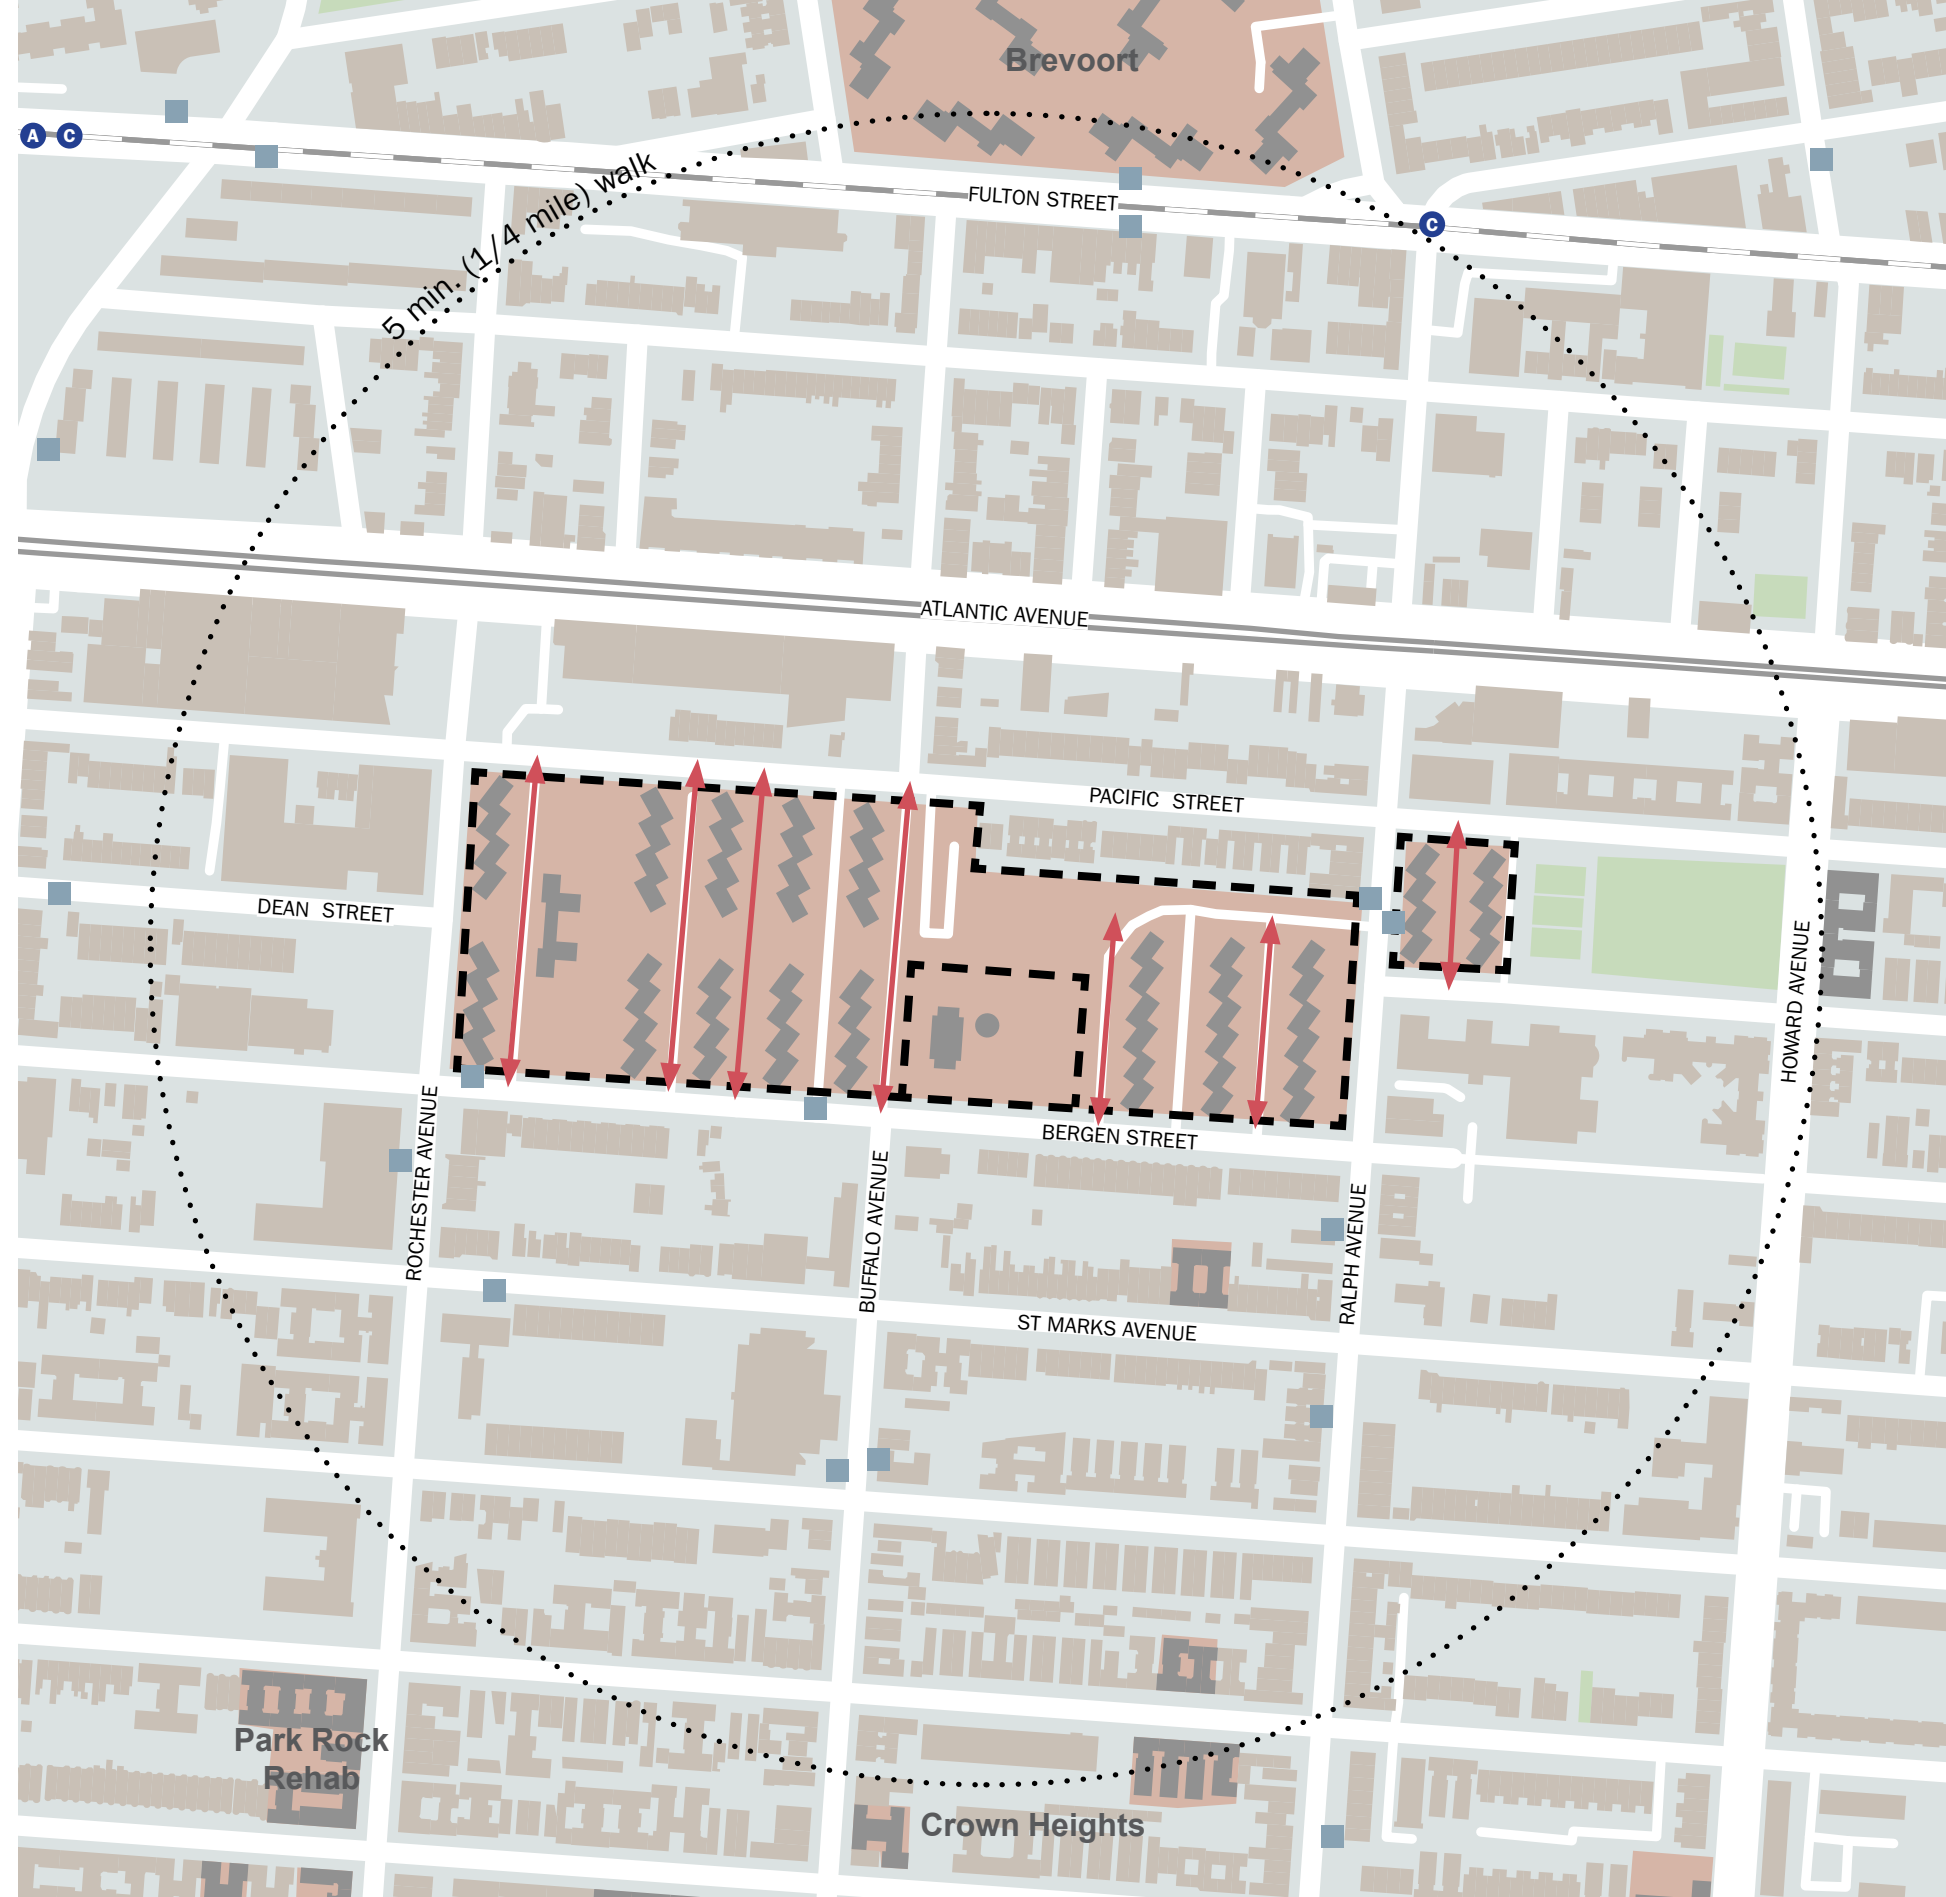 Brevoort
A C
5 min. (1/4 mile) walk
FULTON STREET
C
ATLANTIC AVENUE
PACIFIC STREET
DEAN STREET
HOWARD AVENUE
BERGEN STREET
ROCHESTER AVENUE
BUFFALO AVENUE
RALPH AVENUE
ST MARKS AVENUE
Park Rock
Rehab
Crown Heights